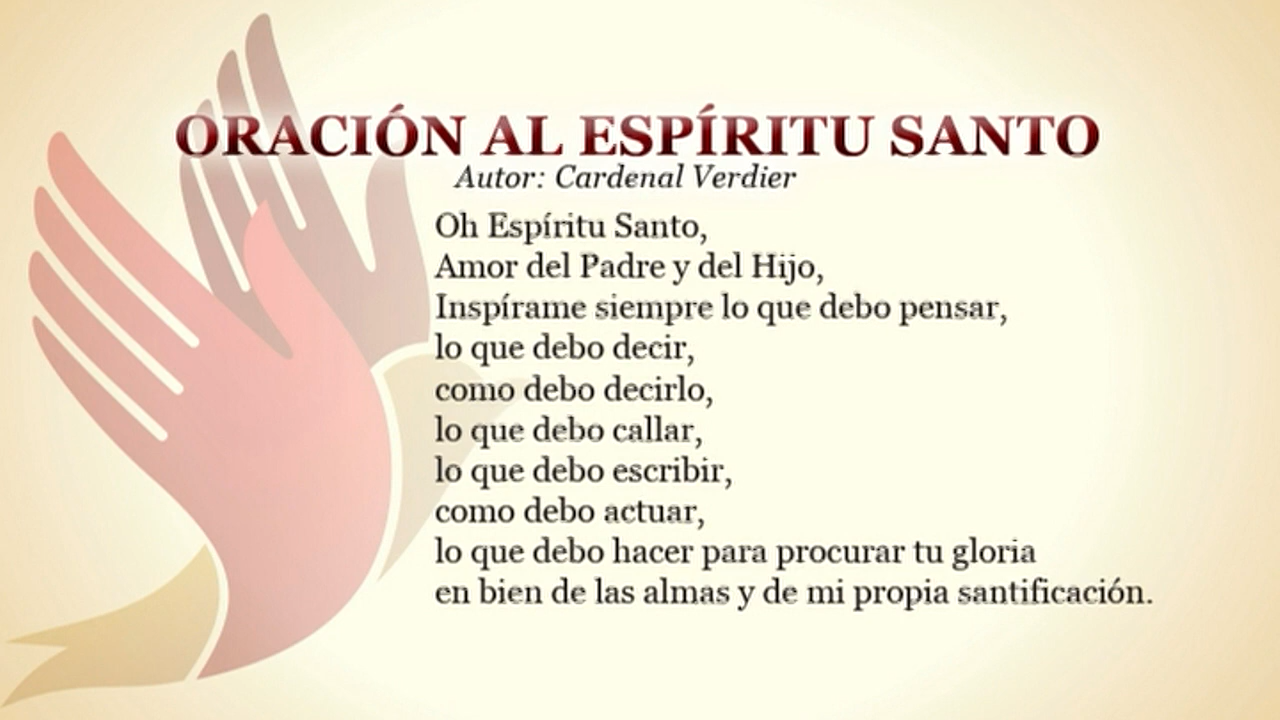 ORACIÓN AL ESPÍRITU SANTO
Autor: Cardenal Verdier
Oh Espíritu Santo,
Amor del Padre y del Hijo,
Inspírame siempre lo que debo pensar,
lo que debo decir,
como debo decirlo,
lo que debo callar,
lo que debo escribir,
como debo actuar,
lo que debo hacer para procurar tu gloria
en bien de las almas y de mi propia santificación.